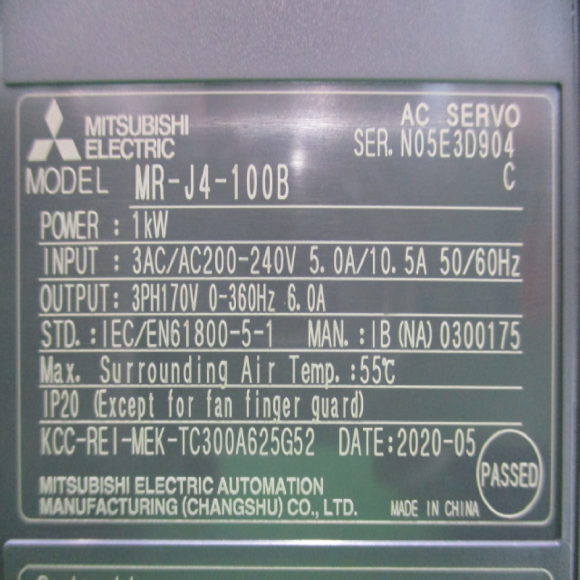 AC SERVO
MITSUBISHI ELECTRIC
SER. N05E3D904
C
MODEL MR-J4-100B
POWER : 1kW
INPUT : 3AC/AC200-240V 5.0A/10.5A 50/60Hz
OUTPUT: 3PH170V 0-360Hz 6.0A
STD. : IEC/EN61800-5-1 MAN. : IB(NA)0300175
Max. Surrounding Air Temp. :55℃
IP20 (Except for fan finger guard)
KCC-REI-MEK-TC300A625G52 DATE:2020-05
PASSED
MITSUBISHI ELECTRIC AUTOMATION
MANUFACTURING (CHANGSHU) CO., LTD. MADE IN CHINA